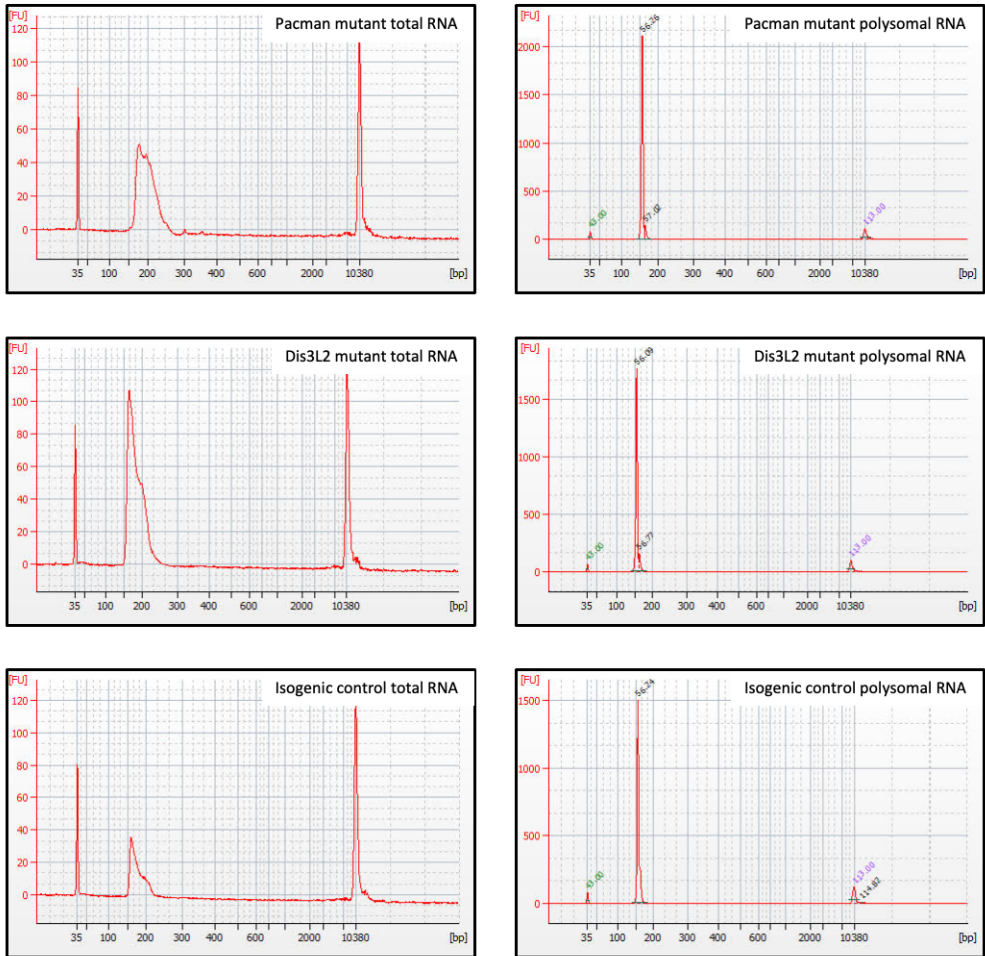 [FU]
Pacman mutant total RNA
120
100
80
60
40
20
0
35 100 200 300 400 600 2000 10380 [bp]
[FU]
Pacman mutant polysomal RNA
56.26
2000
1500
1000
500
57.02
43.00
113.00
0
35 100 200 300 400 600 2000 10380 [bp]
[FU]
Dis3L2 mutant total RNA
120
100
80
60
40
20
0
35 100 200 300 400 600 2000 10380 [bp]
[FU]
Dis3L2 mutant polysomal RNA
56.09
1500
1000
500
56.77
43.00
113.00
0
35 100 200 300 400 600 2000 10380 [bp]
[FU]
Isogenic control total RNA
120
100
80
60
40
20
0
35 100 200 300 400 600 2000 10380 [bp]
[FU]
Isogenic control polysomal RNA
56.24
1500
1000
500
43.00
113.00
114.87
0
35 100 200 300 400 600 2000 10380 [bp]